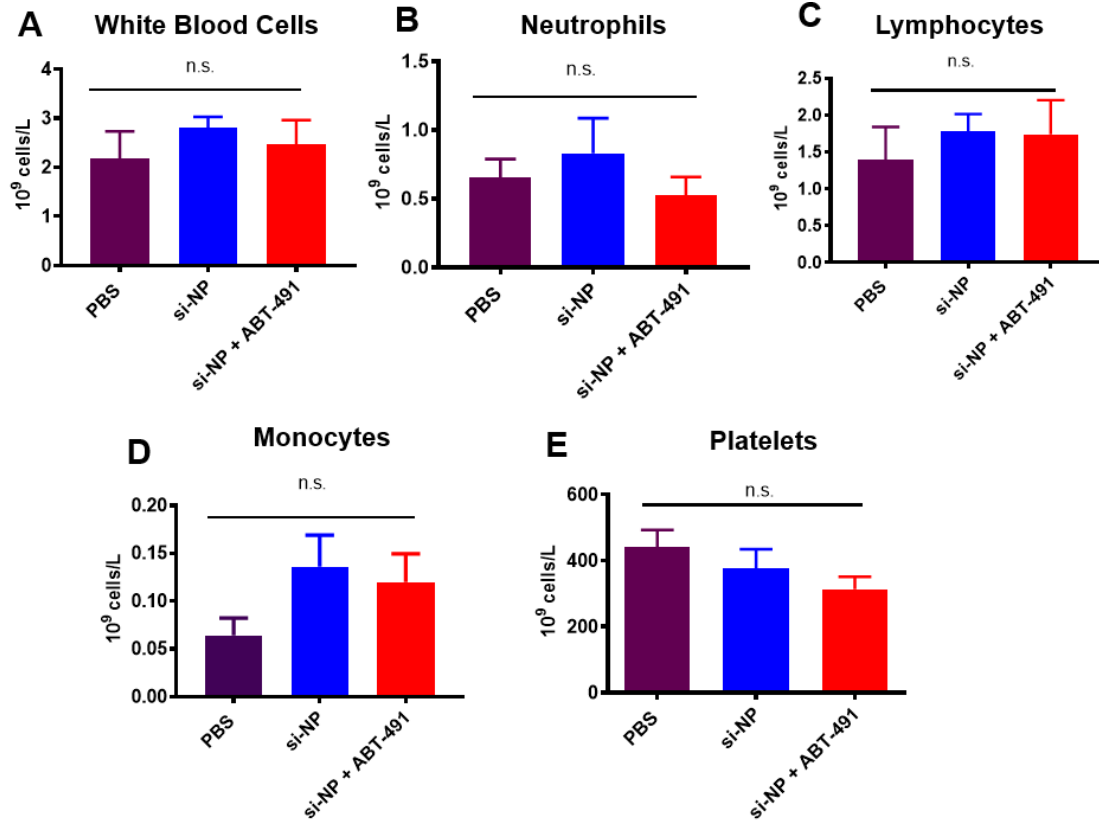 A White Blood Cells
n.s.
10⁹ cells/L
4
3
2
1
0
PBS
si-NP
si-NP + ABT-491
B Neutrophils
n.s.
10⁹ cells/L
1.5
1.0
0.5
0.0
PBS
si-NP
si-NP + ABT-491
C Lymphocytes
n.s.
10⁹ cells/L
2.5
2.0
1.5
1.0
0.5
0.0
PBS
si-NP
si-NP + ABT-491
D Monocytes
n.s.
10⁹ cells/L
0.20
0.15
0.10
0.05
0.00
PBS
si-NP
si-NP + ABT-491
E Platelets
n.s.
10⁹ cells/L
600
400
200
0
PBS
si-NP
si-NP + ABT-491